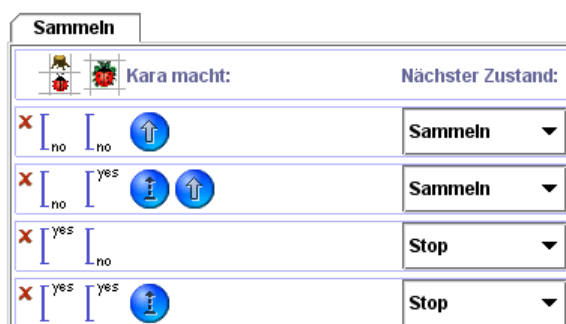 Sammeln
Kara macht: Nächster Zustand:
no no Sammeln
no yes Sammeln
yes no Stop
yes yes Stop